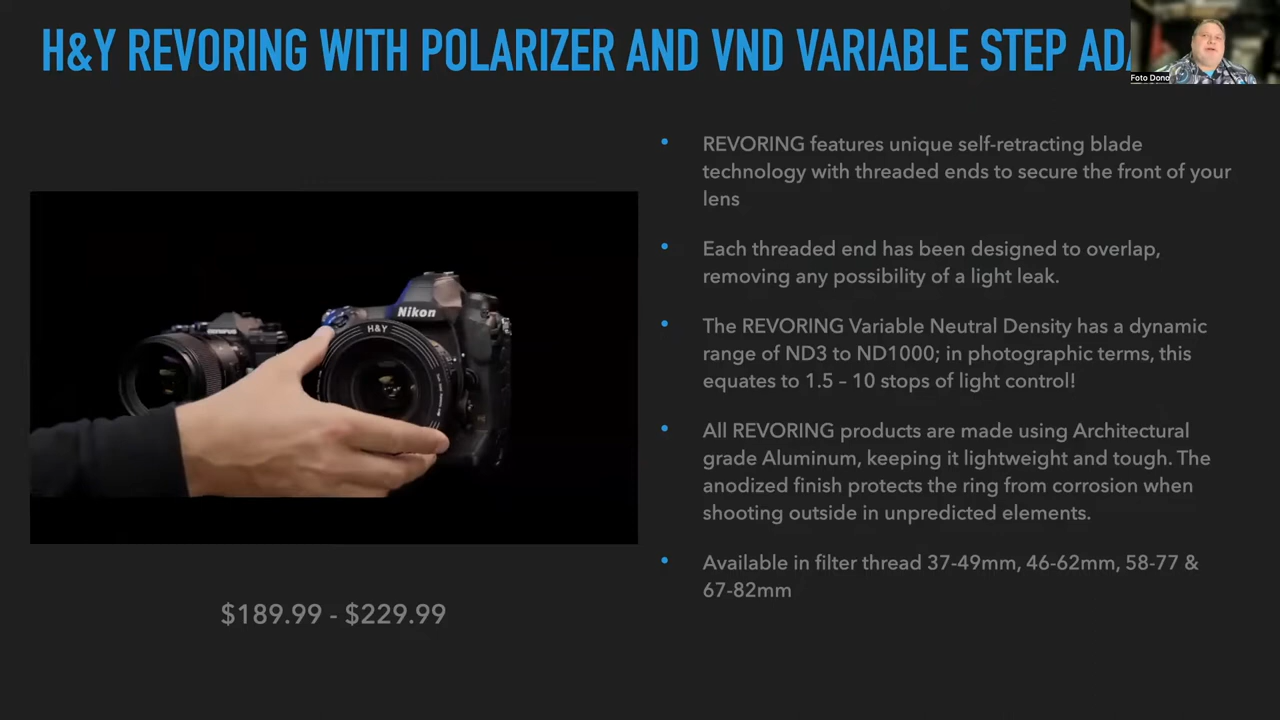 H&Y REVORING WITH POLARIZER AND VND VARIABLE STEP
Foto Dono
REVORING features unique self-retracting blade
technology with threaded ends to secure the front of your
lens
Each threaded end has been designed to overlap,
removing any possibility of a light leak.
The REVORING Variable Neutral Density has a dynamic
range of ND3 to ND1000; in photographic terms, this
equates to 1.5 – 10 stops of light control!
All REVORING products are made using Architectural
grade Aluminum, keeping it lightweight and tough. The
anodized finish protects the ring from corrosion when
shooting outside in unpredicted elements.
Available in filter thread 37-49mm, 46-62mm, 58-77 &
67-82mm
OLYMPUS
Nikon
H&Y
$189.99 - $229.99